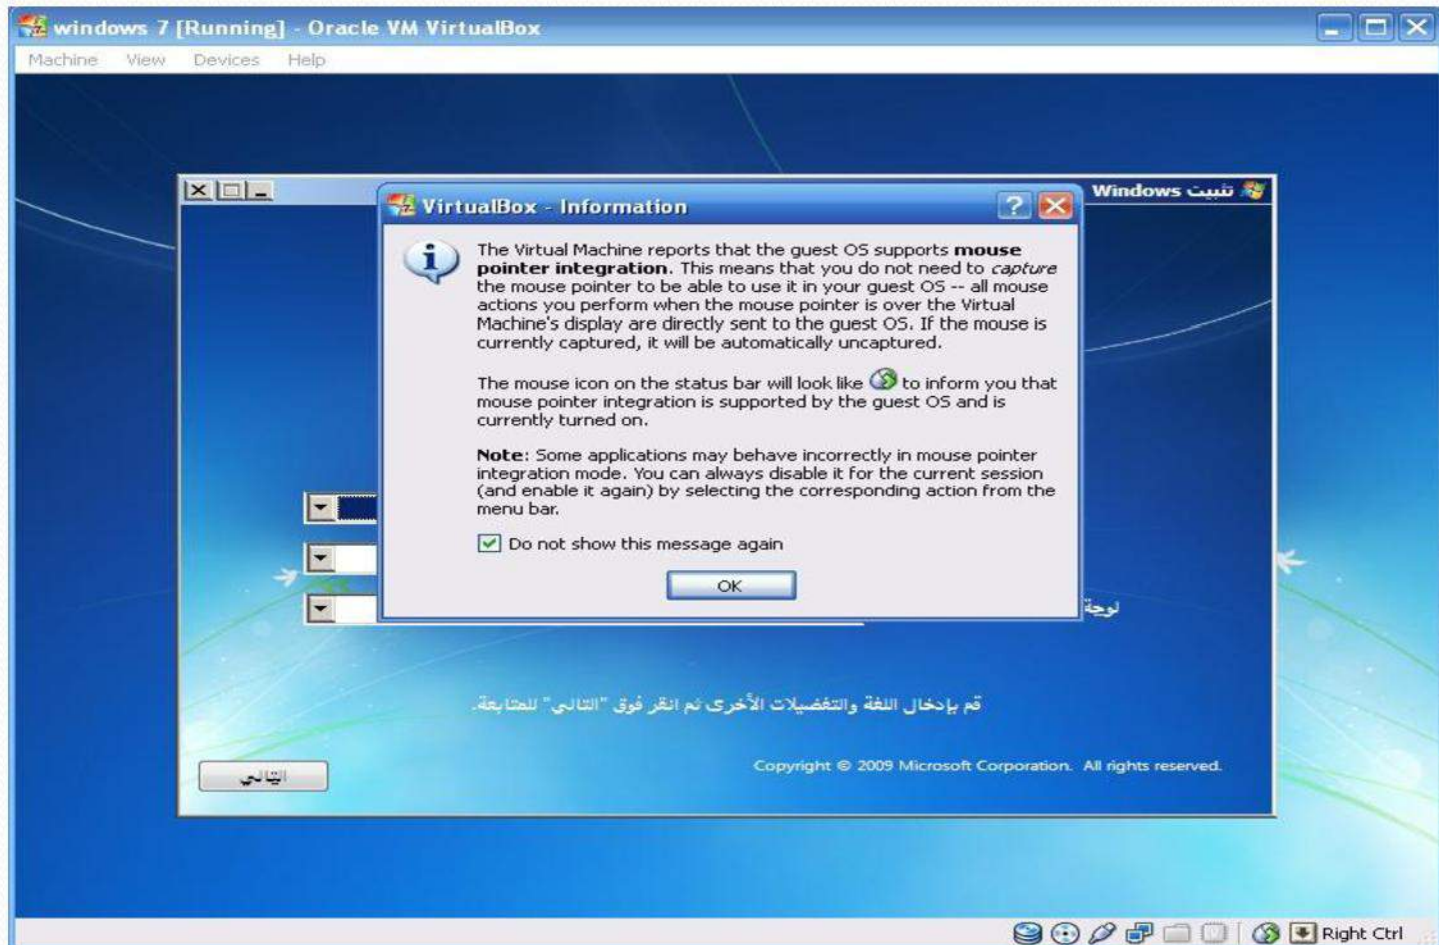 windows 7 [Running] - Oracle VM VirtualBox
Machine View Devices Help
تثبيت Windows
VirtualBox - Information
The Virtual Machine reports that the guest OS supports mouse
pointer integration. This means that you do not need to capture
the mouse pointer to be able to use it in your guest OS -- all mouse
actions you perform when the mouse pointer is over the Virtual
Machine's display are directly sent to the guest OS. If the mouse is
currently captured, it will be automatically uncaptured.
The mouse icon on the status bar will look like to inform you that
mouse pointer integration is supported by the guest OS and is
currently turned on.
Note: Some applications may behave incorrectly in mouse pointer
integration mode. You can always disable it for the current session
(and enable it again) by selecting the corresponding action from the
menu bar.
Do not show this message again
OK
لوحة
قم بإدخال اللغة والتفضيلات الأخرى ثم انقر فوق "التالي" للمتابعة.
Copyright © 2009 Microsoft Corporation. All rights reserved.
التالي
Right Ctrl